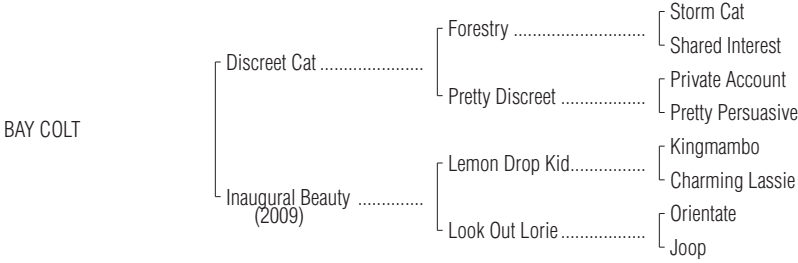 Storm Cat
Forestry ............................
Shared Interest
Discreet Cat ......................
Private Account
Pretty Discreet ..................
Pretty Persuasive
BAY COLT
Kingmambo
Lemon Drop Kid................
Charming Lassie
Inaugural Beauty ..............
(2009)
Orientate
Look Out Lorie ..................
Joop